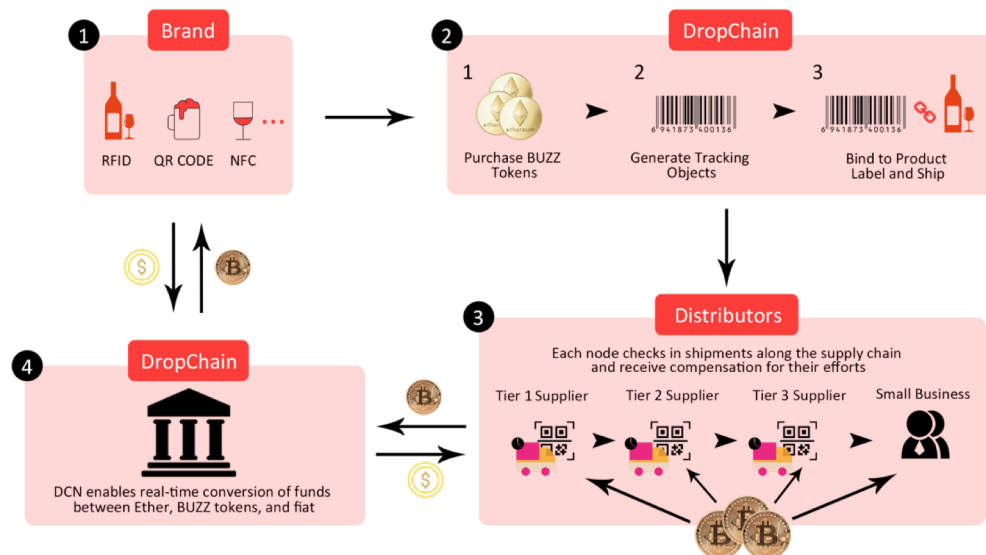 1
Brand
RFID
QR CODE
NFC
2
DropChain
1
Purchase BUZZ
Tokens
2
6 941873 400136
Generate Tracking
Objects
3
6 941873 400136
Bind to Product
Label and Ship
3
Distributors
Each node checks in shipments along the supply chain
and receive compensation for their efforts
Tier 1 Supplier
Tier 2 Supplier
Tier 3 Supplier
Small Business
4
DropChain
DCN enables real-time conversion of funds
between Ether, BUZZ tokens, and fiat